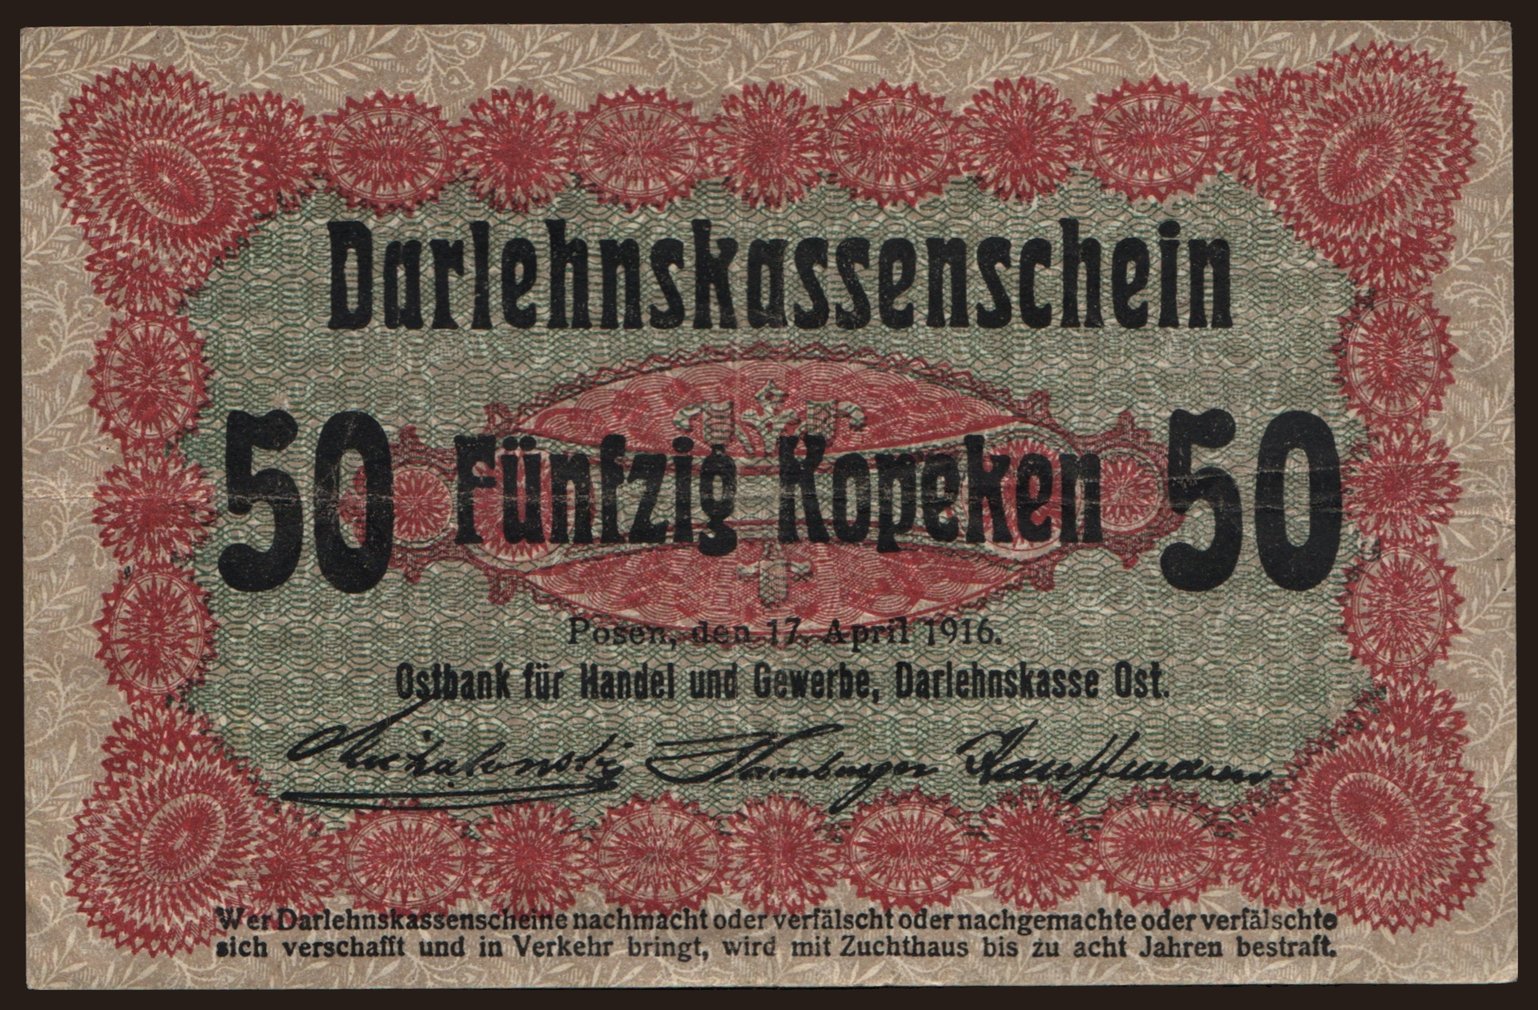 Darlehnskassenschein
50 Fünfzig Kopeken 50
Posen, den 17. April 1916.
Ostbank für Handel und Gewerbe, Darlehnskasse Ost.
Kauffmann
Wer Darlehnskassenscheine nachmacht oder verfälscht oder nachgemachte oder verfälschte
sich verschafft und in Verkehr bringt, wird mit Zuchthaus bis zu acht Jahren bestraft.